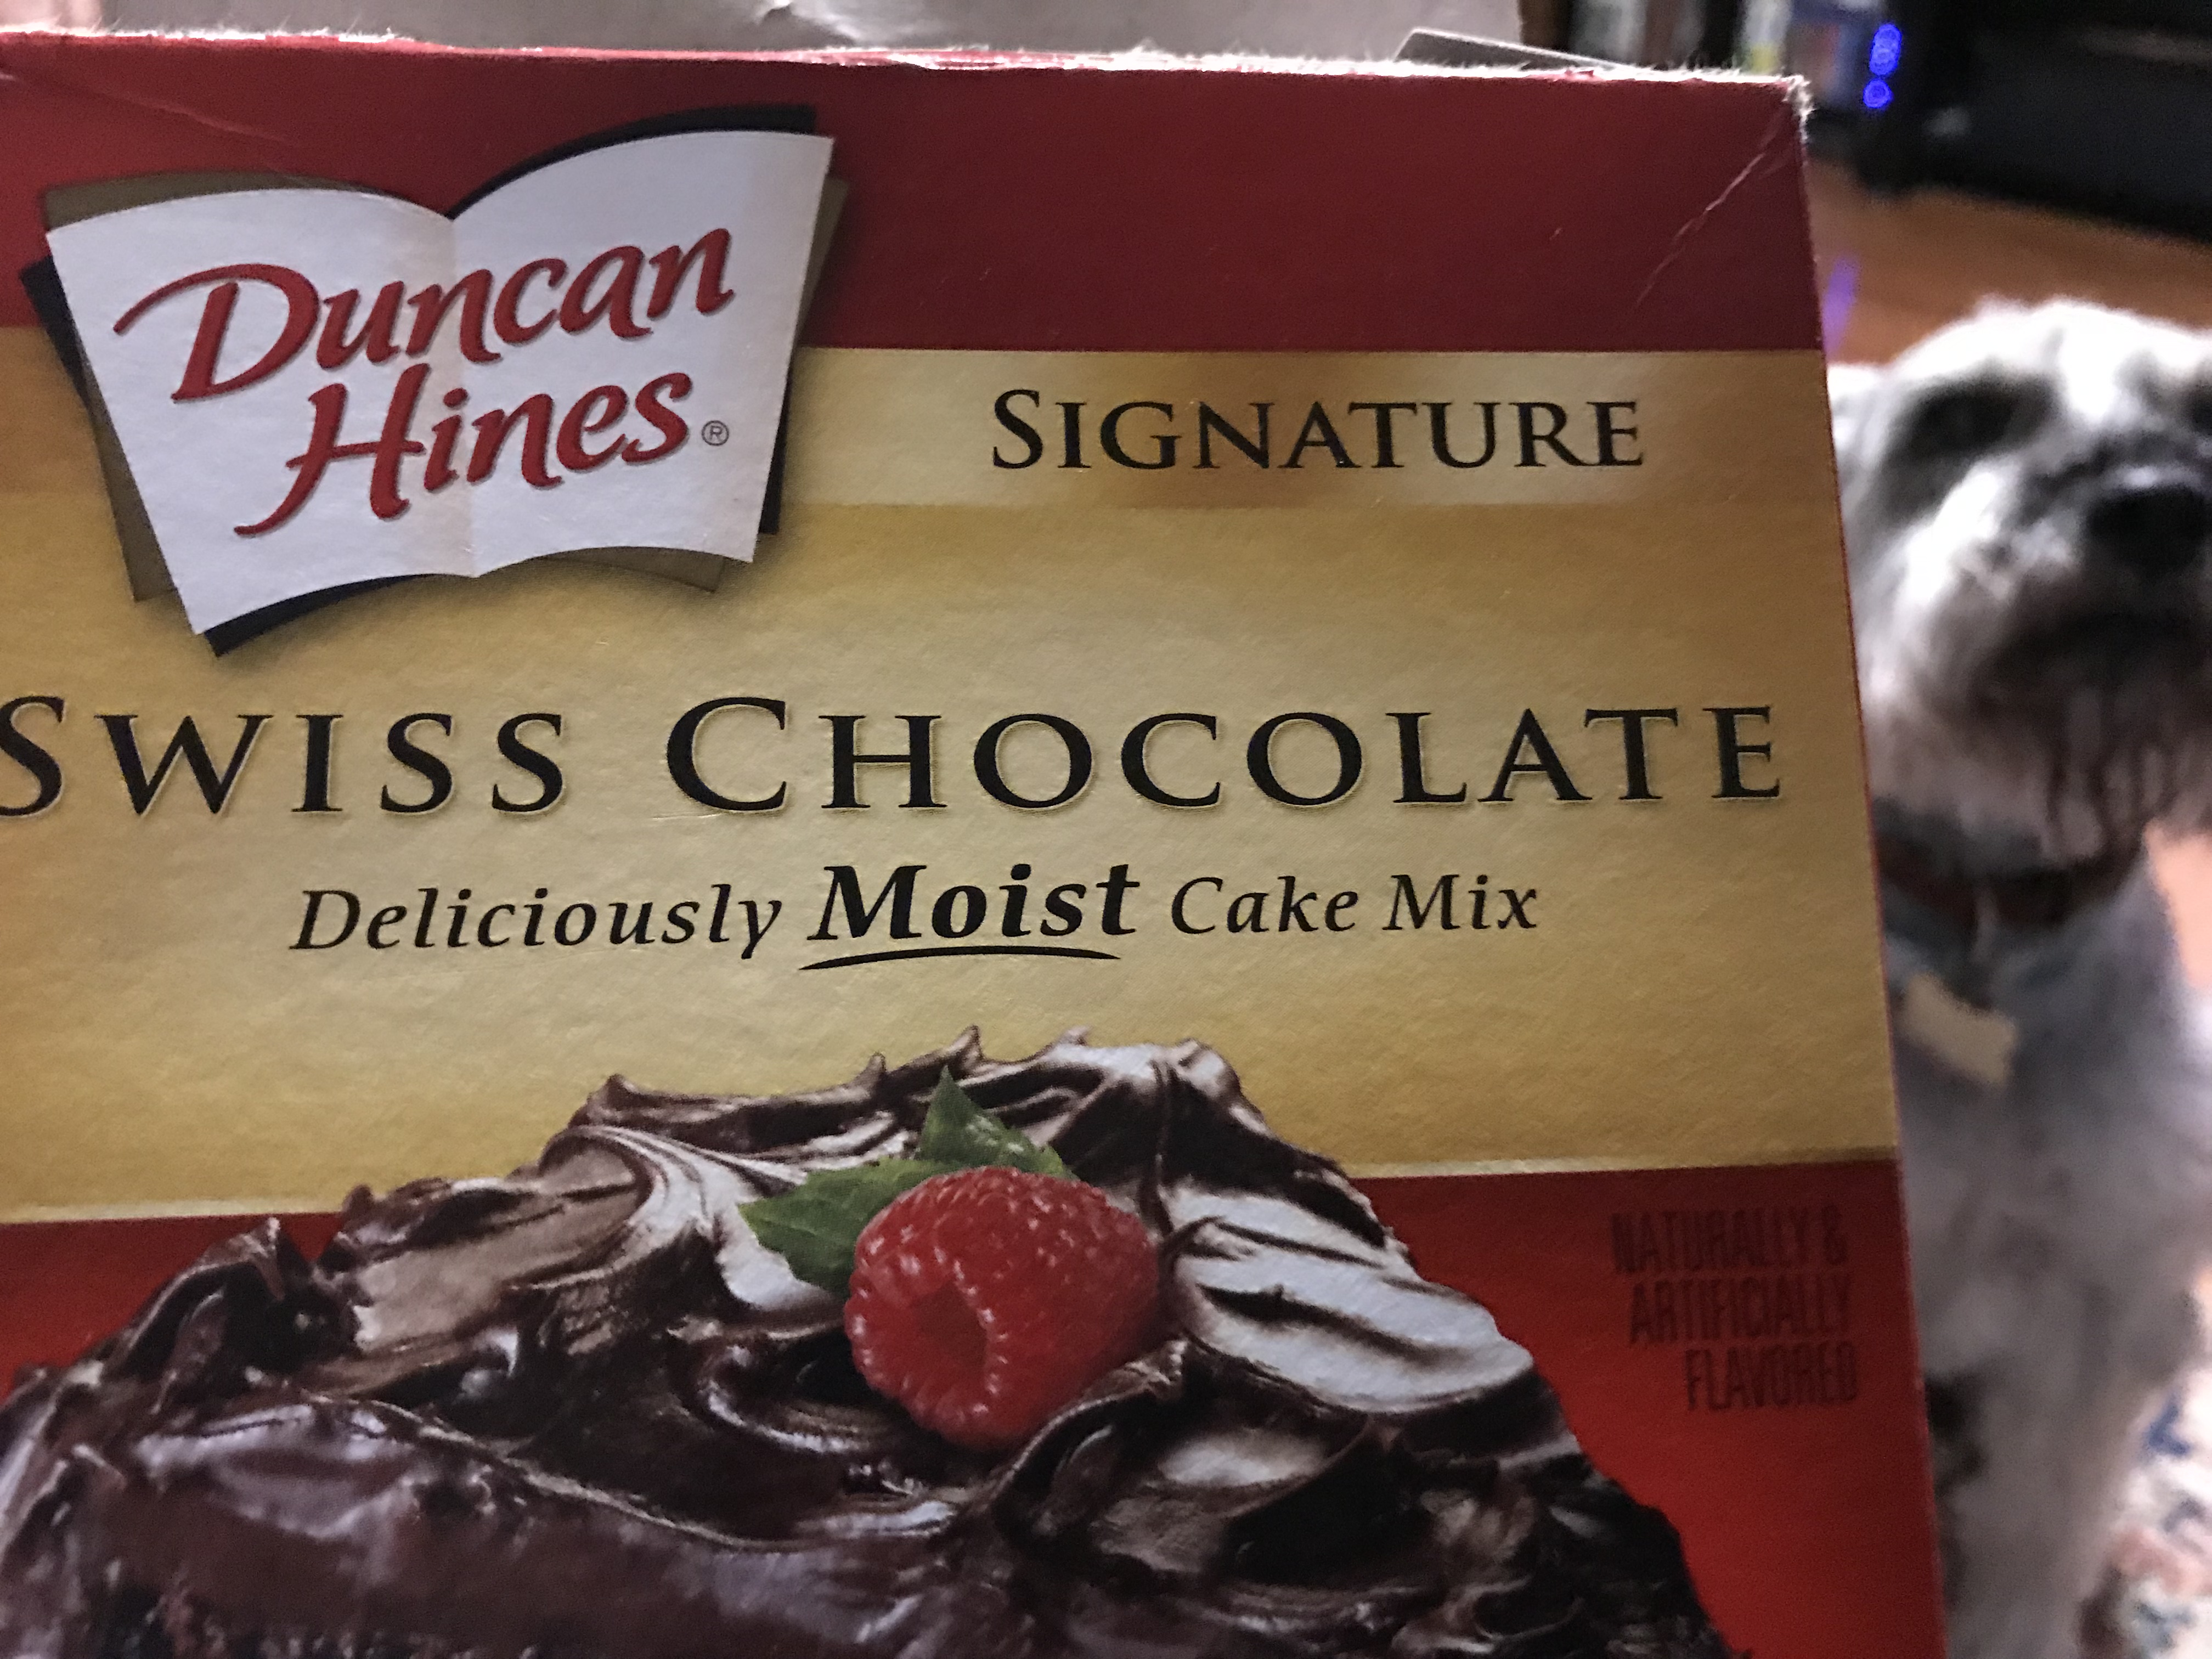 Duncan
Hines®
SIGNATURE
SWISS CHOCOLATE
Deliciously Moist Cake Mix
NATURALLY &
ARTIFICIALLY
FLAVORED